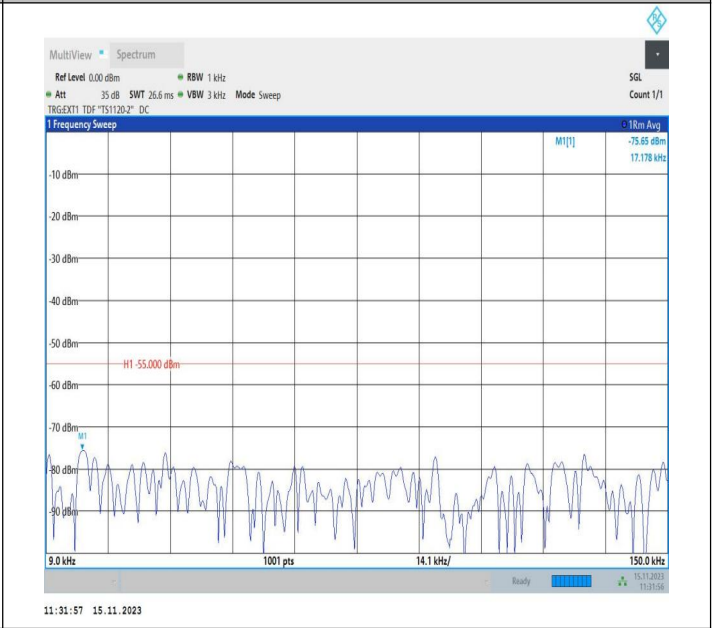 R S
MultiView Spectrum
Ref Level 0.00 dBm RBW 1 kHz SGL
Att 35 dB SWT 26.6 ms VBW 3 kHz Mode Sweep Count 1/1
TRG:EXT1 TDF "TS1120-2" DC
1 Frequency Sweep 1Rm Avg
M1[1] -75.65 dBm
17.178 kHz
-10 dBm
-20 dBm
-30 dBm
-40 dBm
-50 dBm
H1 -55.000 dBm
-60 dBm
-70 dBm
M1
-80 dBm
-90 dBm
9.0 kHz 1001 pts 14.1 kHz/ 150.0 kHz
Ready 15.11.2023
11:31:56
11:31:57 15.11.2023